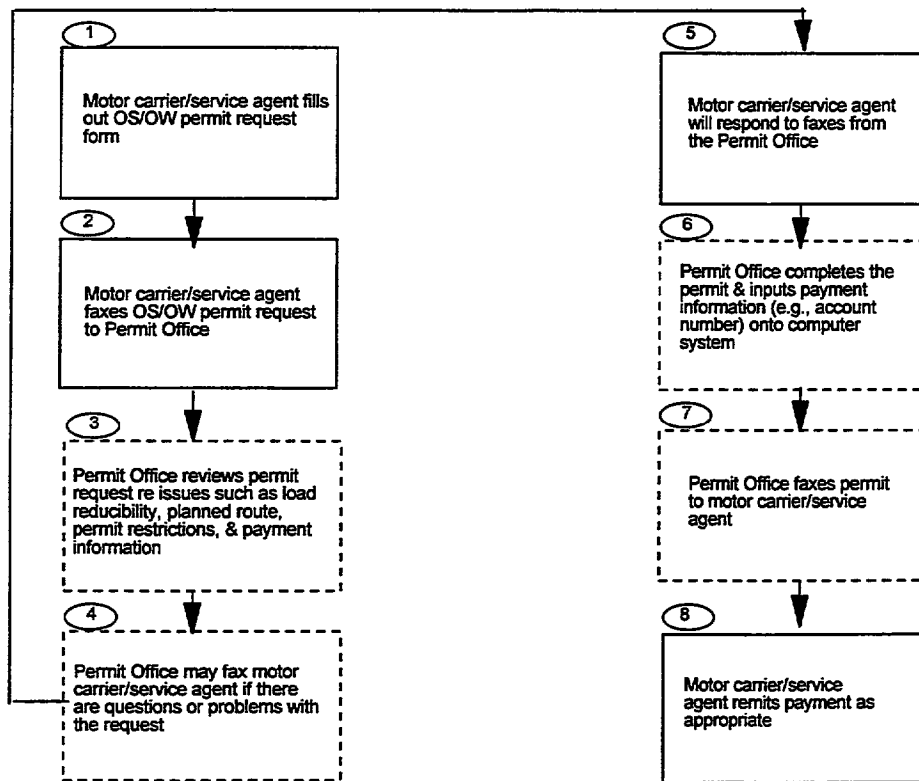 1
Motor carrier/service agent fills
out OS/OW permit request
form
2
Motor carrier/service agent
faxes OS/OW permit request
to Permit Office
3
Permit Office reviews permit
request re issues such as load
reducibility, planned route,
permit restrictions, & payment
information
4
Permit Office may fax motor
carrier/service agent if there
are questions or problems with
the request
5
Motor carrier/service agent
will respond to faxes from
the Permit Office
6
Permit Office completes the
permit & inputs payment
information (e.g., account
number) onto computer
system
7
Permit Office faxes permit
to motor carrier/service
agent
8
Motor carrier/service
agent remits payment as
appropriate